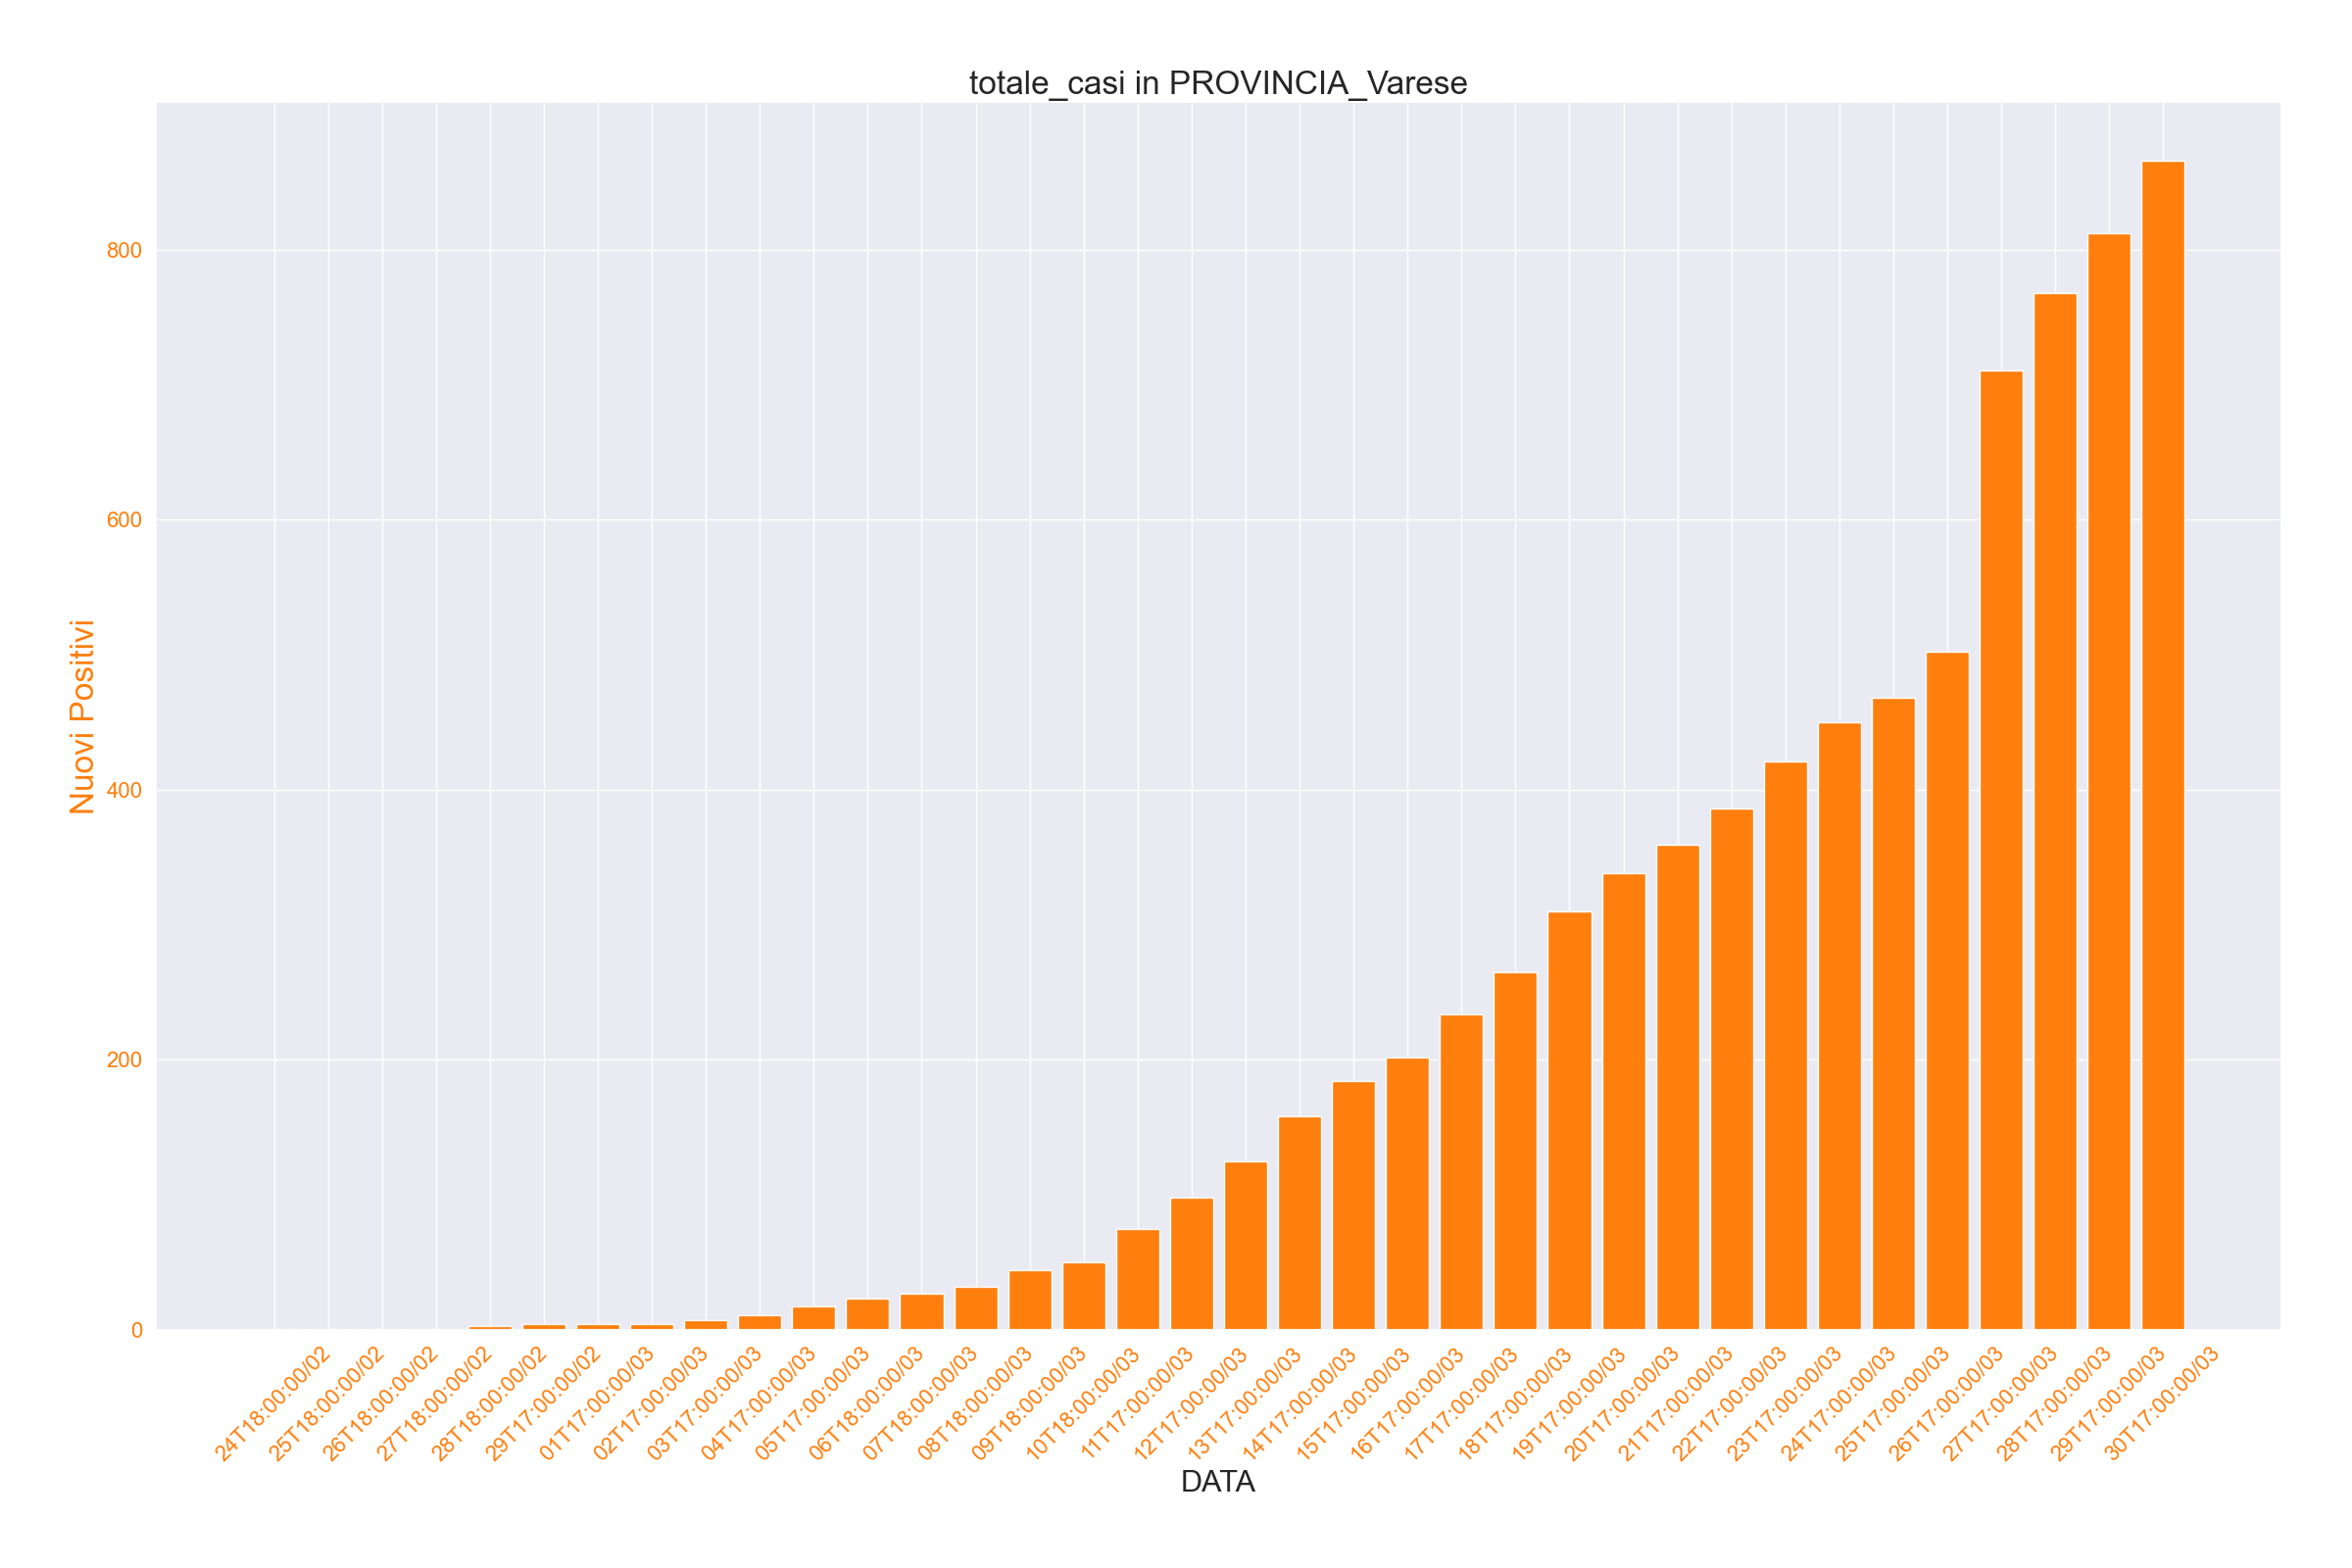 totale_casi in PROVINCIA_Varese
Nuovi Positivi
800
600
400
200
0
24T18:00:00/02
25T18:00:00/02
26T18:00:00/02
27T18:00:00/02
28T18:00:00/02
29T17:00:00/02
01T17:00:00/03
02T17:00:00/03
03T17:00:00/03
04T17:00:00/03
05T17:00:00/03
06T18:00:00/03
07T18:00:00/03
08T18:00:00/03
09T18:00:00/03
10T18:00:00/03
11T17:00:00/03
12T17:00:00/03
13T17:00:00/03
14T17:00:00/03
15T17:00:00/03
16T17:00:00/03
17T17:00:00/03
18T17:00:00/03
19T17:00:00/03
20T17:00:00/03
21T17:00:00/03
22T17:00:00/03
23T17:00:00/03
24T17:00:00/03
25T17:00:00/03
26T17:00:00/03
27T17:00:00/03
28T17:00:00/03
29T17:00:00/03
30T17:00:00/03
DATA